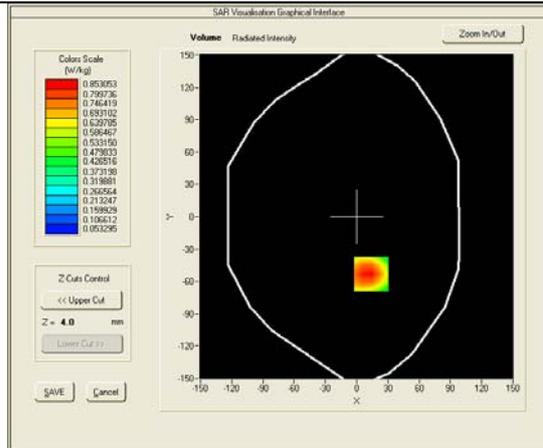 SAR Visualisation Graphical Interface
Volume Radiated Intensity
Zoom In/Out
Colors Scale
(W/kg)
0.853053
0.799736
0.746419
0.693102
0.639785
0.586467
0.533150
0.479833
0.426516
0.373198
0.319881
0.266564
0.213247
0.159929
0.106612
0.053295
Z Cuts Control
<< Upper Cut
Z = 4.0 mm
Lower Cut >>
SAVE
Cancel
150
120
90
60
30
0
-30
-60
-90
-120
-150
Y
-150 -120 -90 -60 -30 0 30 60 90 120 150
X